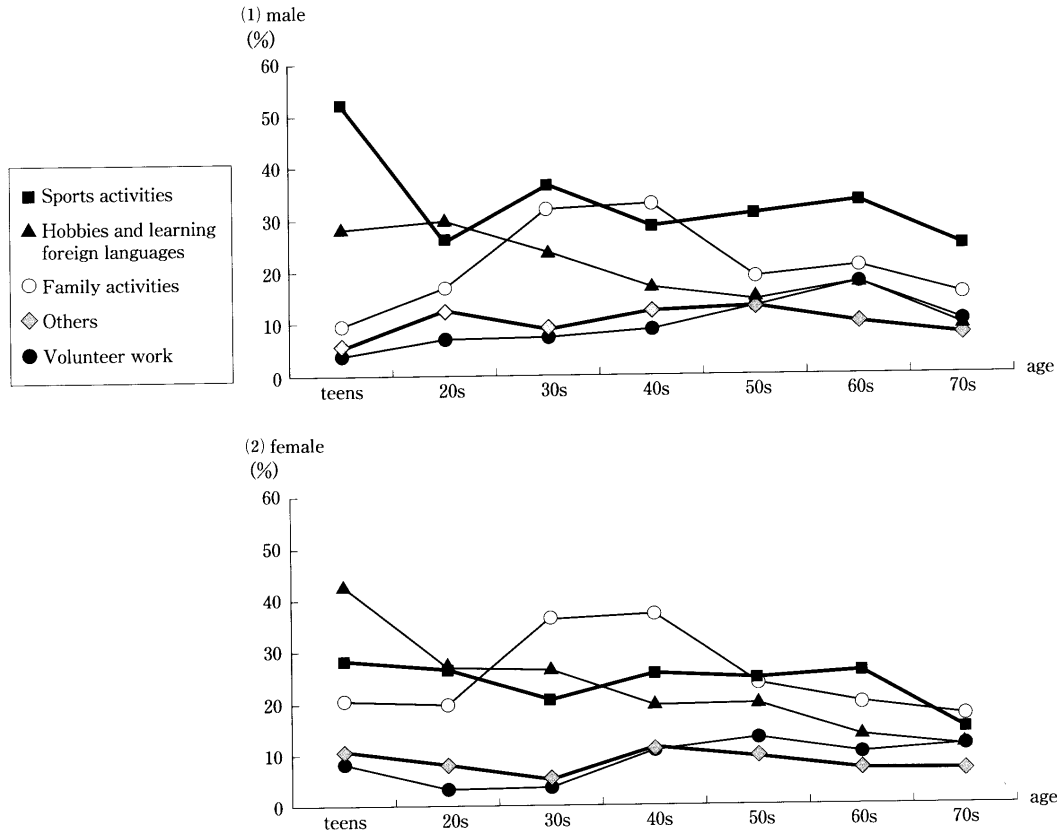 (1) male
(%)
60
50
40
30
20
10
0
teens 20s 30s 40s 50s 60s 70s age
Sports activities
Hobbies and learning
foreign languages
Family activities
Others
Volunteer work
(2) female
(%)
60
50
40
30
20
10
0
teens 20s 30s 40s 50s 60s 70s age